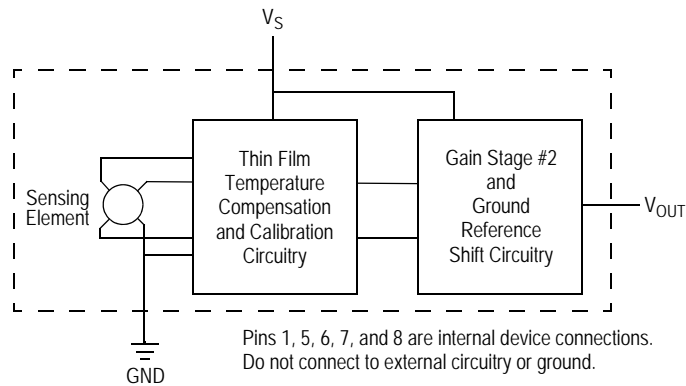 VS
Sensing
Element
Thin Film
Temperature
Compensation
and Calibration
Circuitry
Gain Stage #2
and
Ground
Reference
Shift Circuitry
VOUT
GND
Pins 1, 5, 6, 7, and 8 are internal device connections.
Do not connect to external circuitry or ground.